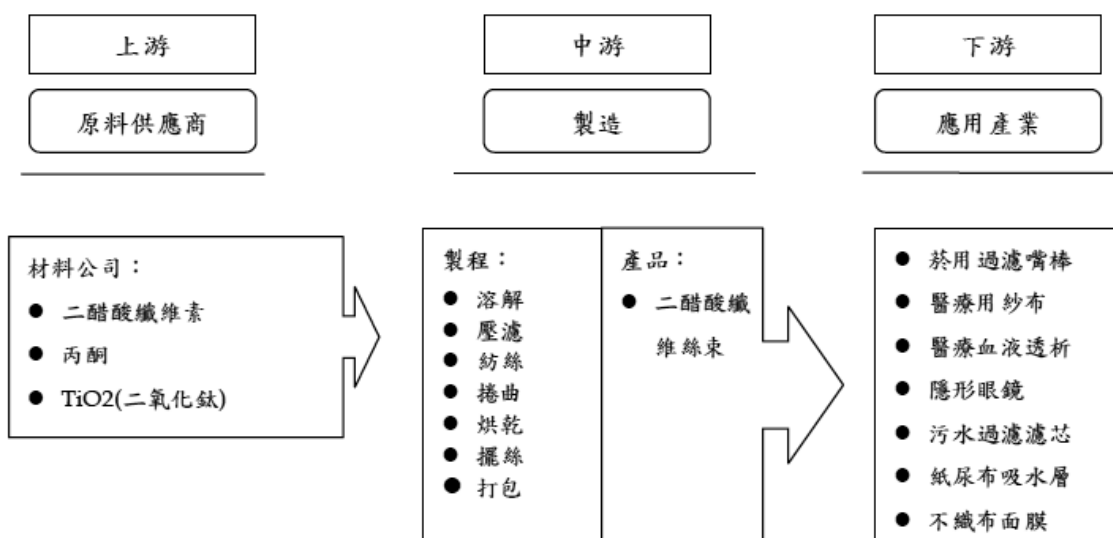 上游
原料供應商
材料公司：
● 二醋酸纖維素
● 丙酮
● TiO2(二氧化鈦)
中游
製造
製程：
● 溶解
● 壓濾
● 紡絲
● 捲曲
● 烘乾
● 擺絲
● 打包
產品：
● 二醋酸纖
維絲束
下游
應用產業
● 菸用過濾嘴棒
● 醫療用紗布
● 醫療血液透析
● 隱形眼鏡
● 污水過濾濾芯
● 紙尿布吸水層
● 不織布面膜